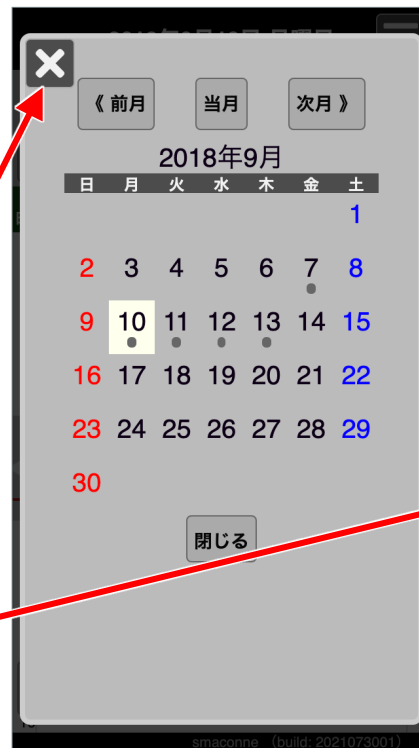 《 前月 当月 次月 》
2018年9月
日 月 火 水 木 金 土
1
2 3 4 5 6 7 8
9 10 11 12 13 14 15
16 17 18 19 20 21 22
23 24 25 26 27 28 29
30
閉じる
smaconne （build: 2021073001）